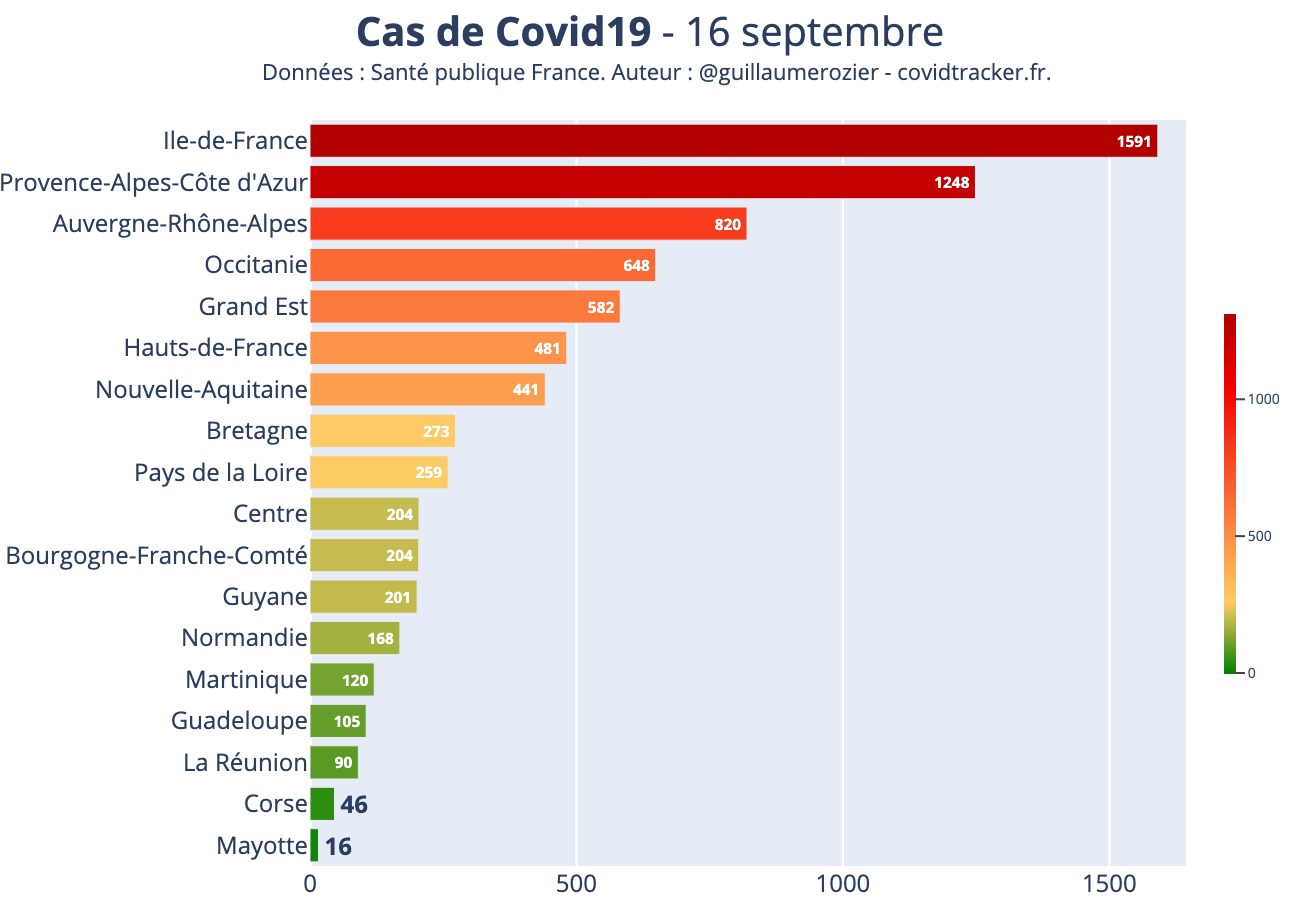 Cas de Covid19 - 16 septembre
Données : Santé publique France. Auteur : @guillaumerozier - covidtracker.fr.
Ile-de-France 1591
Provence-Alpes-Côte d'Azur 1248
Auvergne-Rhône-Alpes 820
Occitanie 648
Grand Est 582
Hauts-de-France 481
Nouvelle-Aquitaine 441
Bretagne 273
Pays de la Loire 259
Centre 204
Bourgogne-Franche-Comté 204
Guyane 201
Normandie 168
Martinique 120
Guadeloupe 105
La Réunion 90
Corse 46
Mayotte 16
0 500 1000 1500
1000
500
0